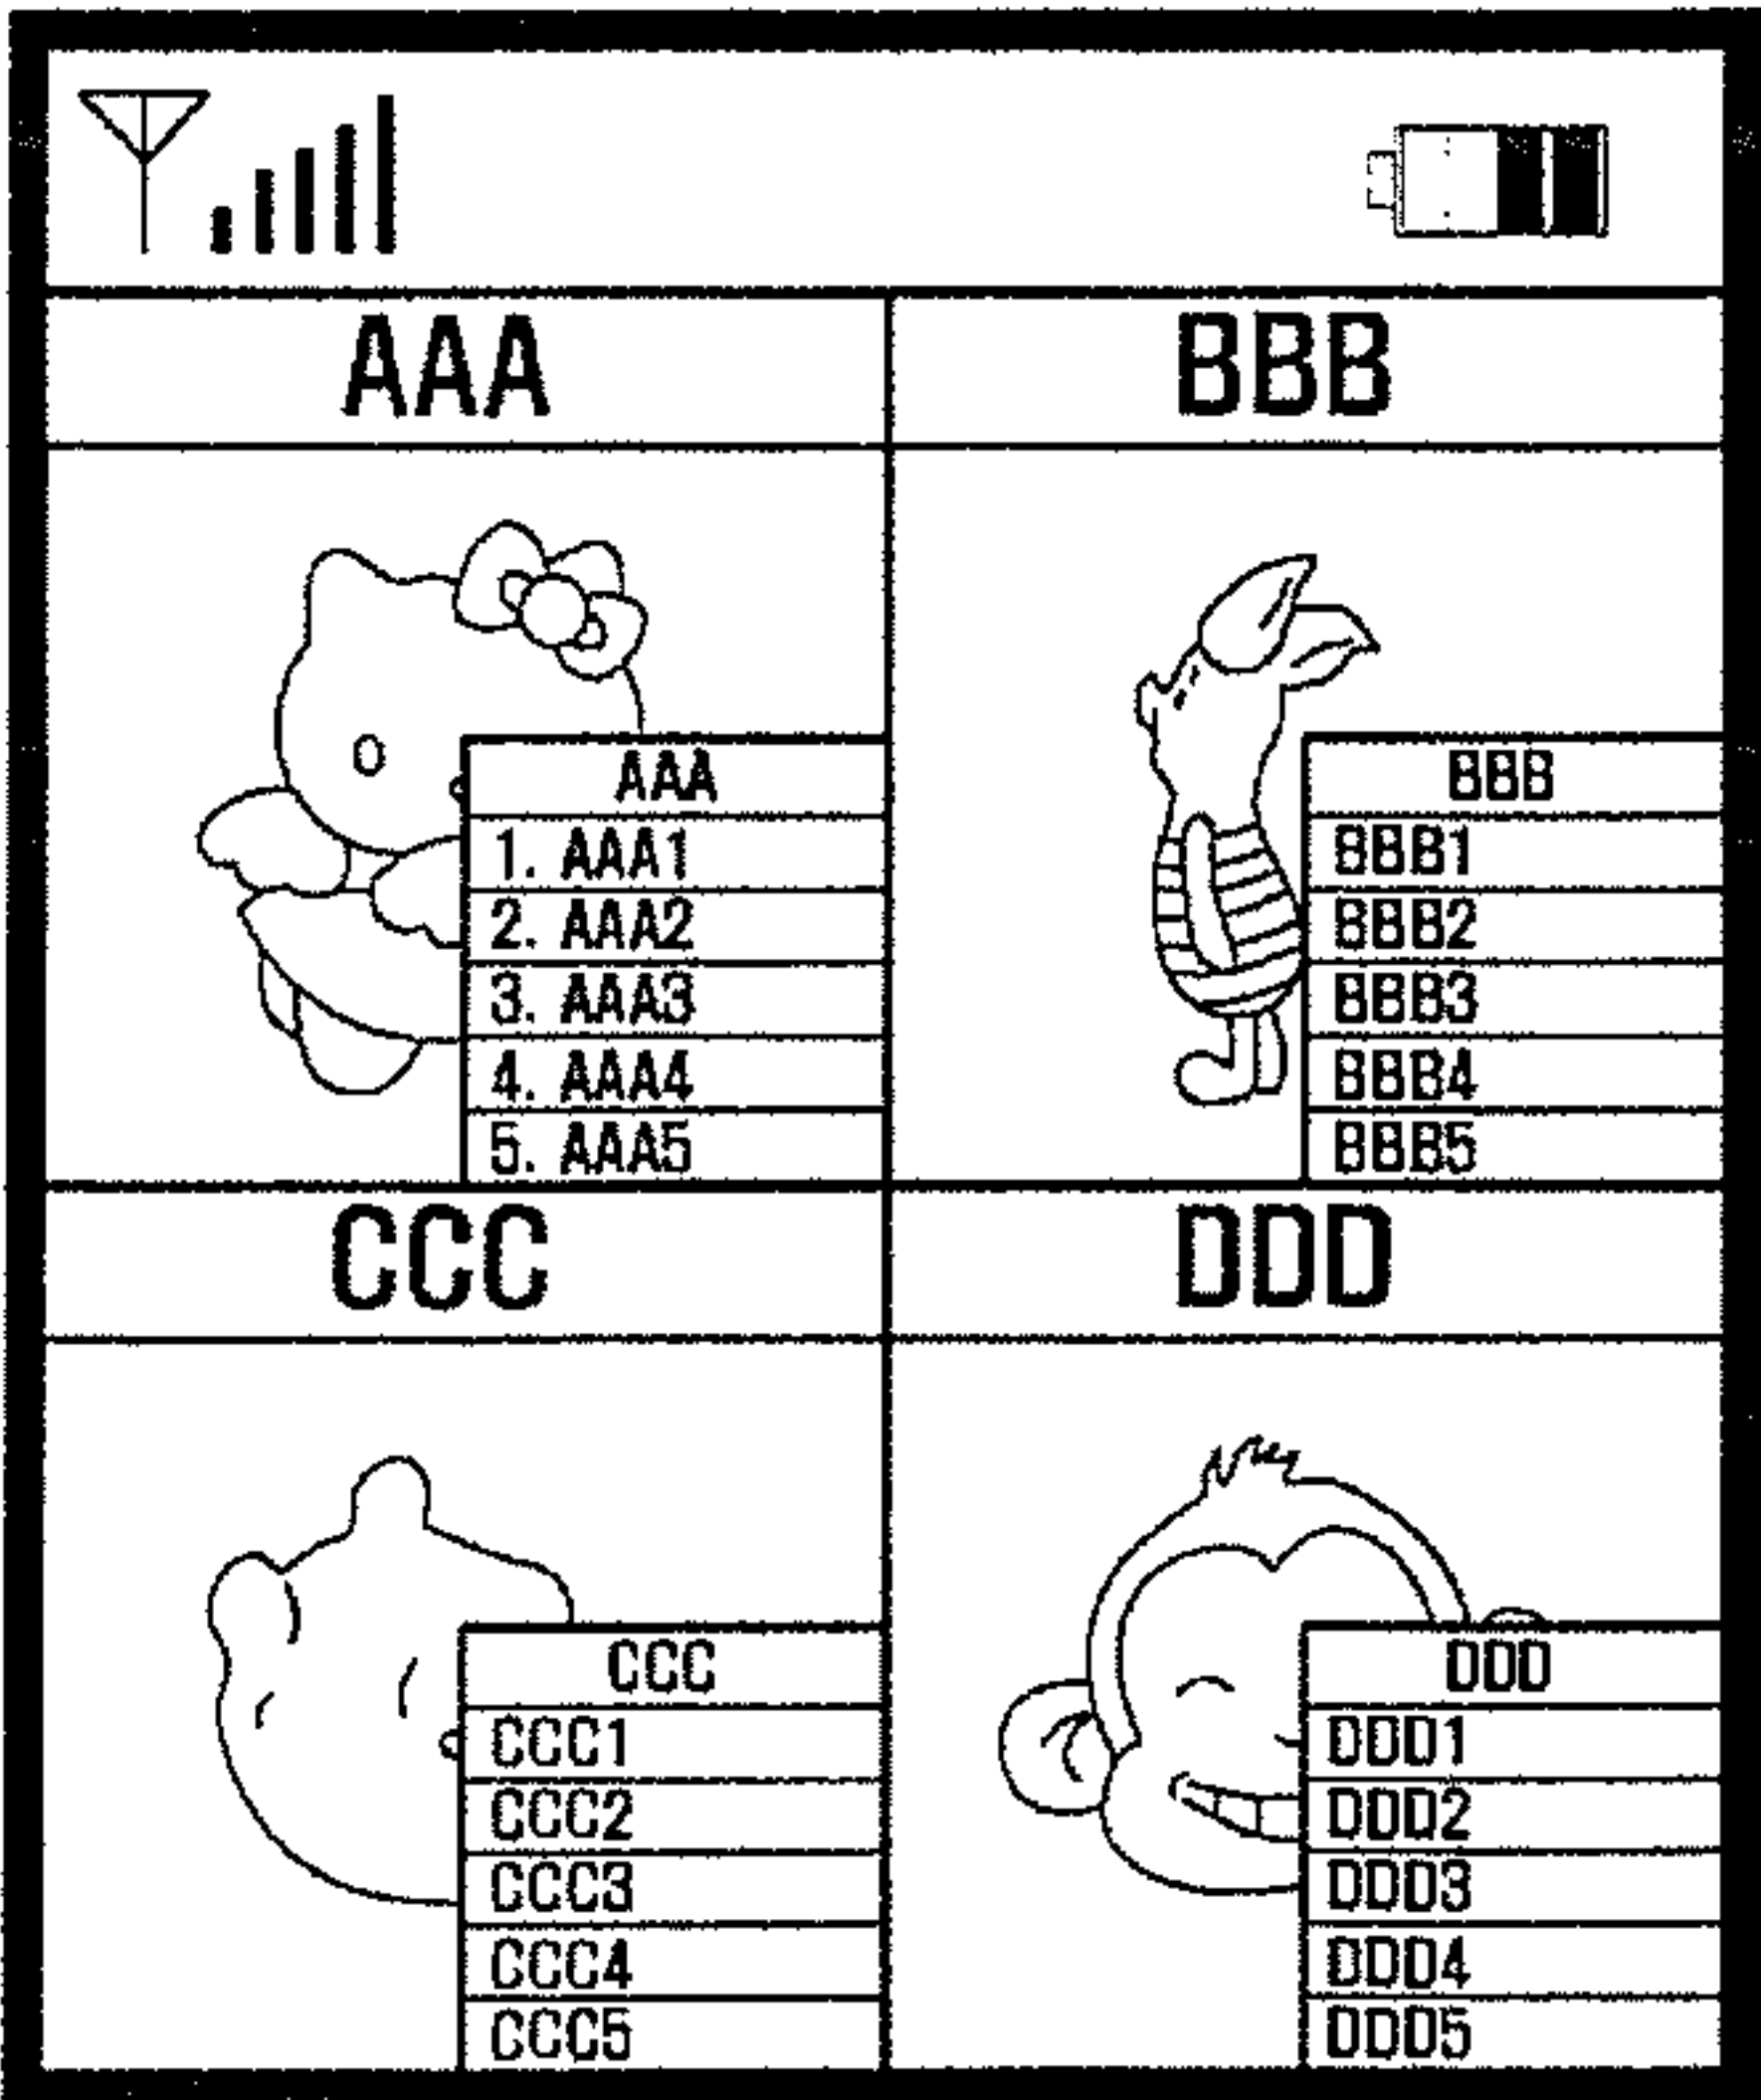 AAA
BBB
AAA
1. AAA1
2. AAA2
3. AAA3
4. AAA4
5. AAA5
BBB
BBB1
BBB2
BBB3
BBB4
BBB5
CCC
DDD
CCC
CCC1
CCC2
CCC3
CCC4
CCC5
DDD
DDD1
DDD2
DDD3
DDD4
DDD5